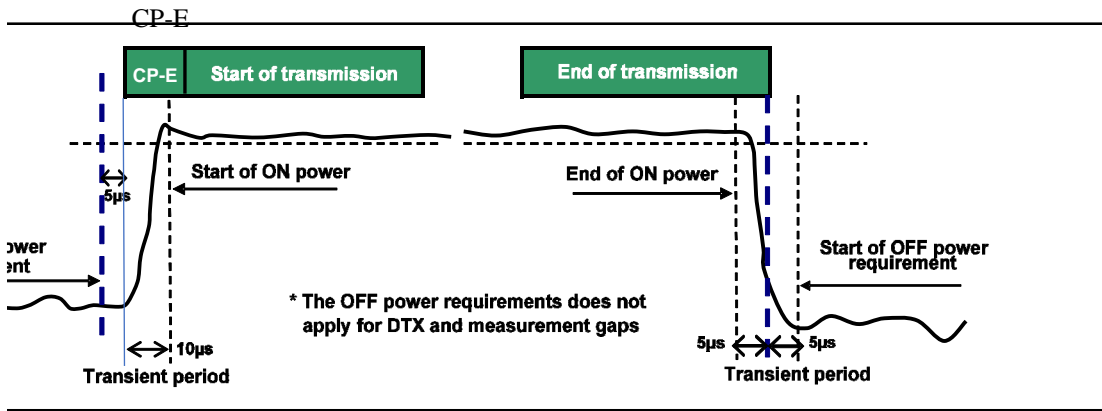 CP-E
CP-E
Start of transmission
End of transmission
5µs
Start of ON power
End of ON power
Start of OFF power
requirement
* The OFF power requirements does not
apply for DTX and measurement gaps
10µs
Transient period
5µs
5µs
Transient period